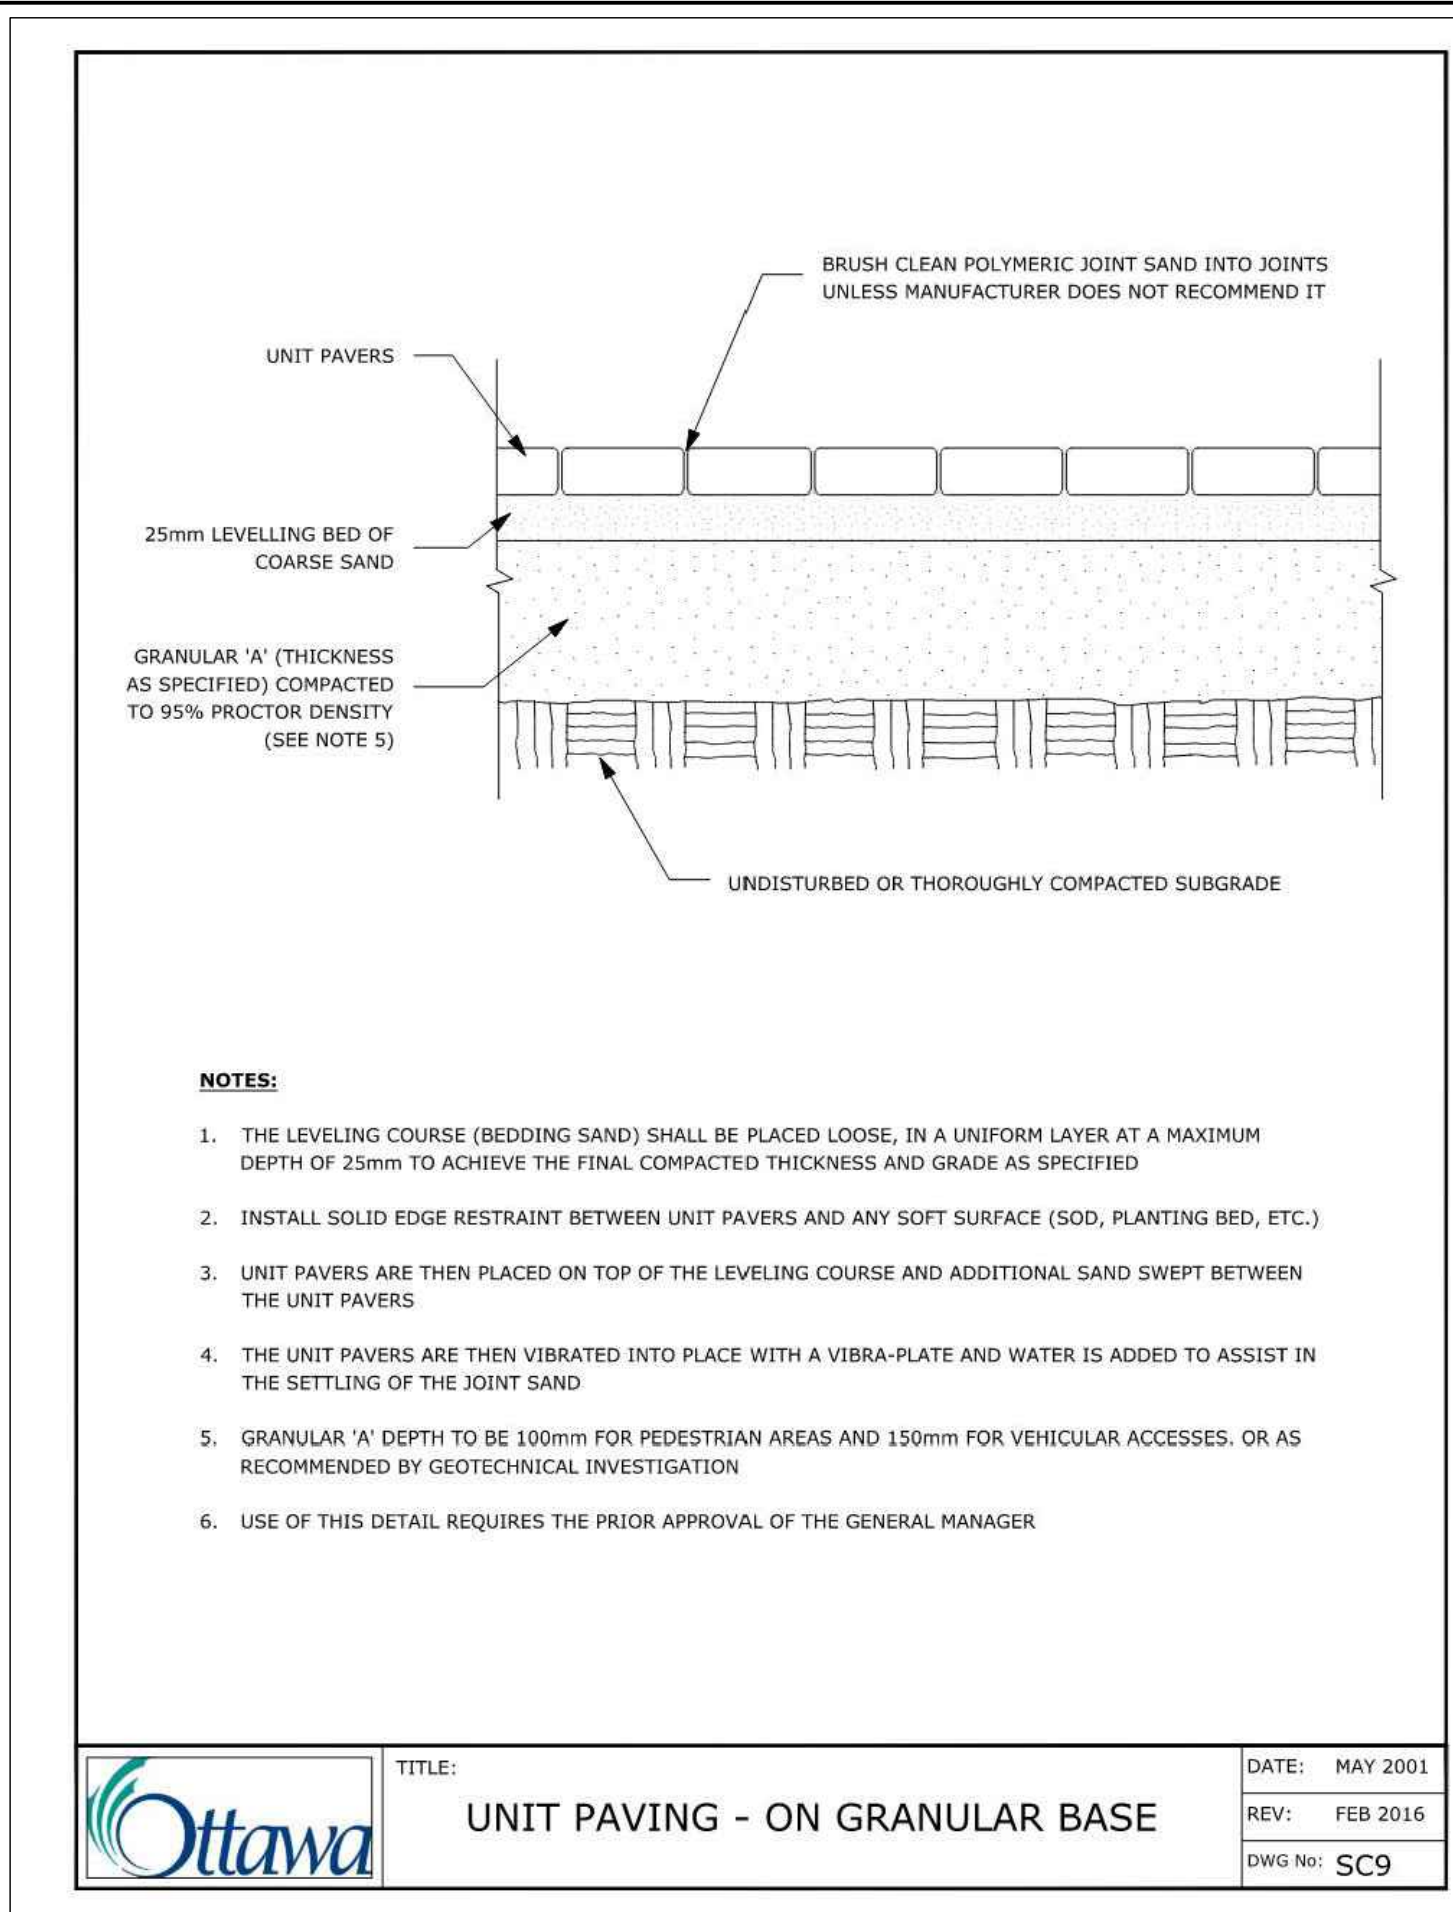 BRUSH CLEAN POLYMERIC JOINT SAND INTO JOINTS
UNLESS MANUFACTURER DOES NOT RECOMMEND IT
UNIT PAVERS
25mm LEVELLING BED OF
COARSE SAND
GRANULAR 'A' (THICKNESS
AS SPECIFIED) COMPACTED
TO 95% PROCTOR DENSITY
(SEE NOTE 5)
UNDISTURBED OR THOROUGHLY COMPACTED SUBGRADE
NOTES:
1. THE LEVELING COURSE (BEDDING SAND) SHALL BE PLACED LOOSE, IN A UNIFORM LAYER AT A MAXIMUM
DEPTH OF 25mm TO ACHIEVE THE FINAL COMPACTED THICKNESS AND GRADE AS SPECIFIED
2. INSTALL SOLID EDGE RESTRAINT BETWEEN UNIT PAVERS AND ANY SOFT SURFACE (SOD, PLANTING BED, ETC.)
3. UNIT PAVERS ARE THEN PLACED ON TOP OF THE LEVELING COURSE AND ADDITIONAL SAND SWEPT BETWEEN
THE UNIT PAVERS
4. THE UNIT PAVERS ARE THEN VIBRATED INTO PLACE WITH A VIBRA-PLATE AND WATER IS ADDED TO ASSIST IN
THE SETTLING OF THE JOINT SAND
5. GRANULAR 'A' DEPTH TO BE 100mm FOR PEDESTRIAN AREAS AND 150mm FOR VEHICULAR ACCESSES. OR AS
RECOMMENDED BY GEOTECHNICAL INVESTIGATION
6. USE OF THIS DETAIL REQUIRES THE PRIOR APPROVAL OF THE GENERAL MANAGER
Ottawa
TITLE:
UNIT PAVING - ON GRANULAR BASE
DATE: MAY 2001
REV: FEB 2016
DWG No: SC9